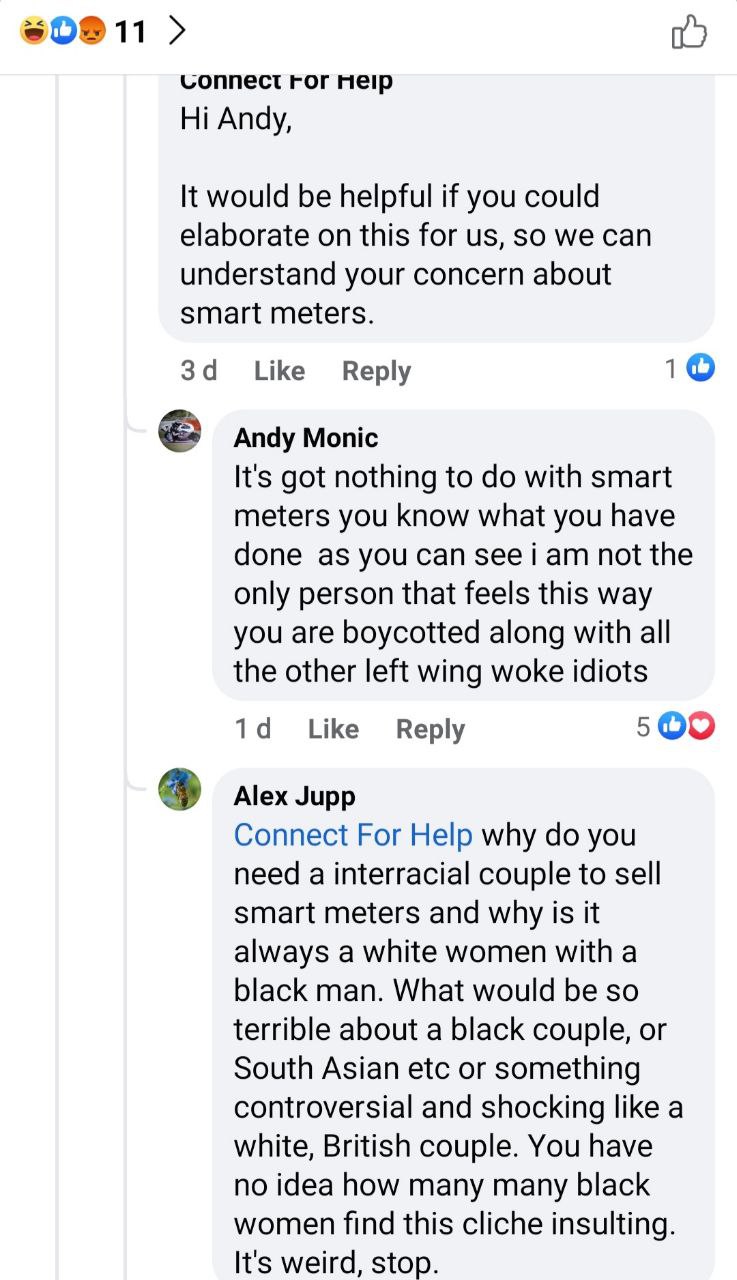 11
Connect For Help
Hi Andy,
It would be helpful if you could
elaborate on this for us, so we can
understand your concern about
smart meters.
3 d Like Reply 1
Andy Monic
It's got nothing to do with smart
meters you know what you have
done  as you can see i am not the
only person that feels this way
you are boycotted along with all
the other left wing woke idiots
1 d Like Reply 5
Alex Jupp
Connect For Help why do you
need a interracial couple to sell
smart meters and why is it
always a white women with a
black man. What would be so
terrible about a black couple, or
South Asian etc or something
controversial and shocking like a
white, British couple. You have
no idea how many many black
women find this cliche insulting.
It's weird, stop.